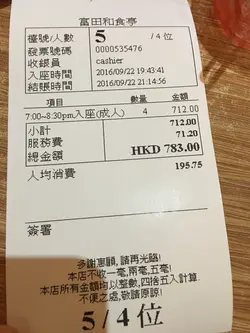 富田和食亭
檯號/人數 5 / 4 位
發票號碼 0000535476
收銀員 cashier
入座時間 2016/09/22 19:43:41
結賬時間 2016/09/22 21:14:56
項目 數量 金額
7:00~8:30pm入座(成人) 4 712.00
小計 712.00
服務費 71.20
總金額 HKD 783.00
人均消費 195.75
簽署
多謝惠顧, 請再光臨!
本店不收一毫,兩毫,五毫!
本店所有金額均以整數,四捨五入計算.
不便之處,敬請原諒!
5 / 4 位